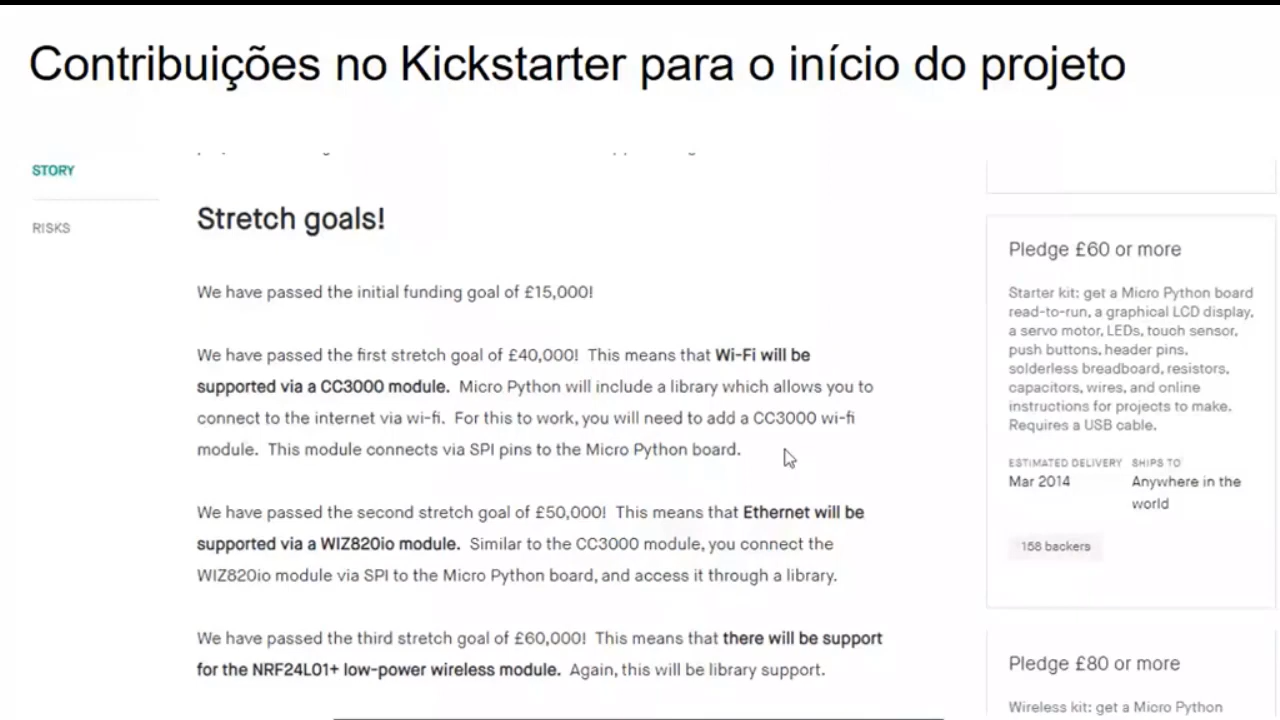 Contribuições no Kickstarter para o início do projeto
STORY
RISKS
Stretch goals!
We have passed the initial funding goal of £15,000!
We have passed the first stretch goal of £40,000! This means that Wi-Fi will be
supported via a CC3000 module. Micro Python will include a library which allows you to
connect to the internet via wi-fi. For this to work, you will need to add a CC3000 wi-fi
module. This module connects via SPI pins to the Micro Python board.
We have passed the second stretch goal of £50,000! This means that Ethernet will be
supported via a WIZ820io module. Similar to the CC3000 module, you connect the
WIZ820io module via SPI to the Micro Python board, and access it through a library.
We have passed the third stretch goal of £60,000! This means that there will be support
for the NRF24L01+ low-power wireless module. Again, this will be library support.
Pledge £60 or more
Starter kit: get a Micro Python board
read-to-run, a graphical LCD display,
a servo motor, LEDs, touch sensor,
push buttons, header pins,
solderless breadboard, resistors,
capacitors, wires, and online
instructions for projects to make.
Requires a USB cable.
ESTIMATED DELIVERY SHIPS TO
Mar 2014 Anywhere in the
world
158 backers
Pledge £80 or more
Wireless kit: get a Micro Python